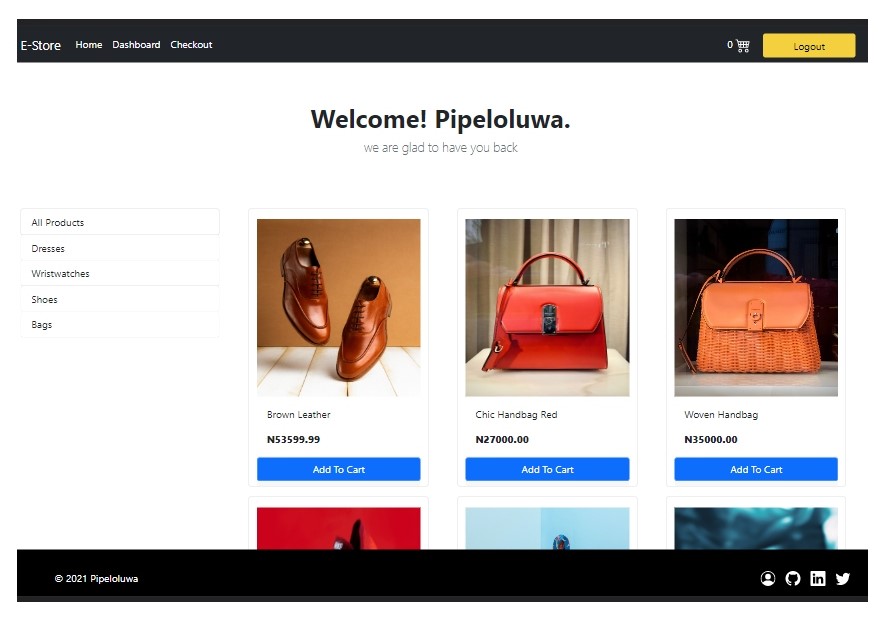 E-Store Home Dashboard Checkout 0 Logout
Welcome! Pipeloluwa.
we are glad to have you back
All Products
Dresses
Wristwatches
Shoes
Bags
Brown Leather
N53599.99
Add To Cart
Chic Handbag Red
N27000.00
Add To Cart
Woven Handbag
N35000.00
Add To Cart
© 2021 Pipeloluwa